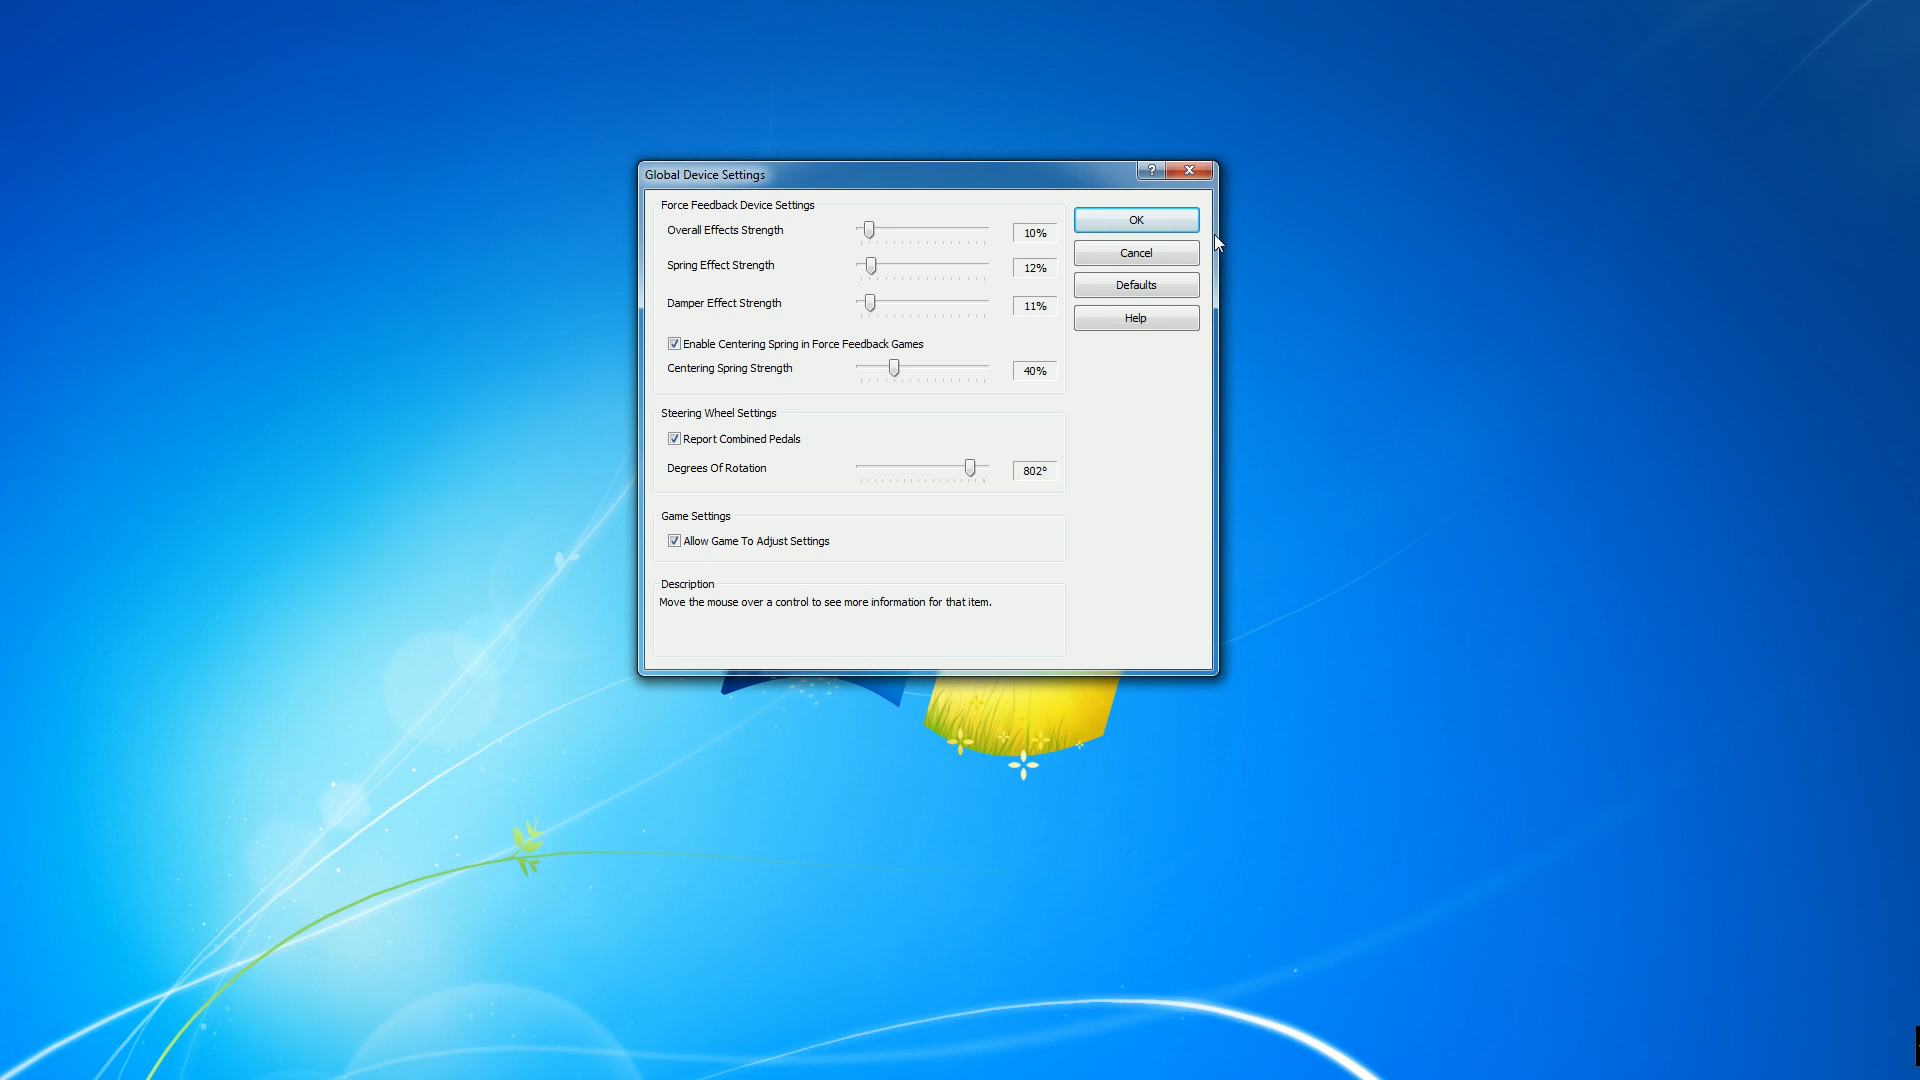 Global Device Settings
?
Force Feedback Device Settings
Overall Effects Strength 10%
Spring Effect Strength 12%
Damper Effect Strength 11%
Enable Centering Spring in Force Feedback Games
Centering Spring Strength 40%
Steering Wheel Settings
Report Combined Pedals
Degrees Of Rotation 802°
Game Settings
Allow Game To Adjust Settings
Description
Move the mouse over a control to see more information for that item.
OK
Cancel
Defaults
Help